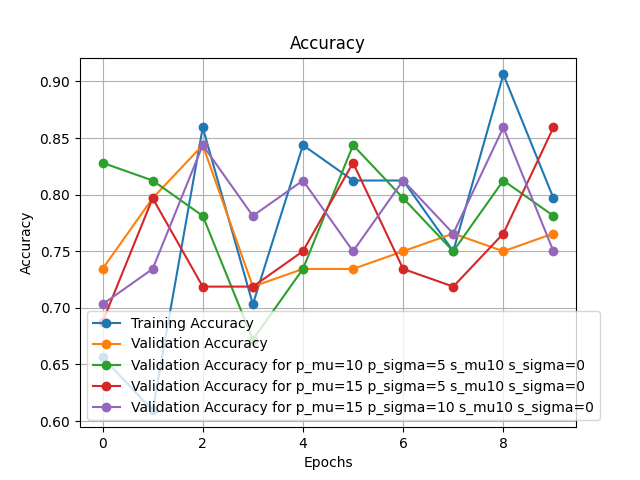 Accuracy
0.90
0.85
0.80
0.75
0.70
0.65
0.60
Accuracy
Training Accuracy
Validation Accuracy
Validation Accuracy for p_mu=10 p_sigma=5 s_mu10 s_sigma=0
Validation Accuracy for p_mu=15 p_sigma=5 s_mu10 s_sigma=0
Validation Accuracy for p_mu=15 p_sigma=10 s_mu10 s_sigma=0
0 2 4 6 8
Epochs